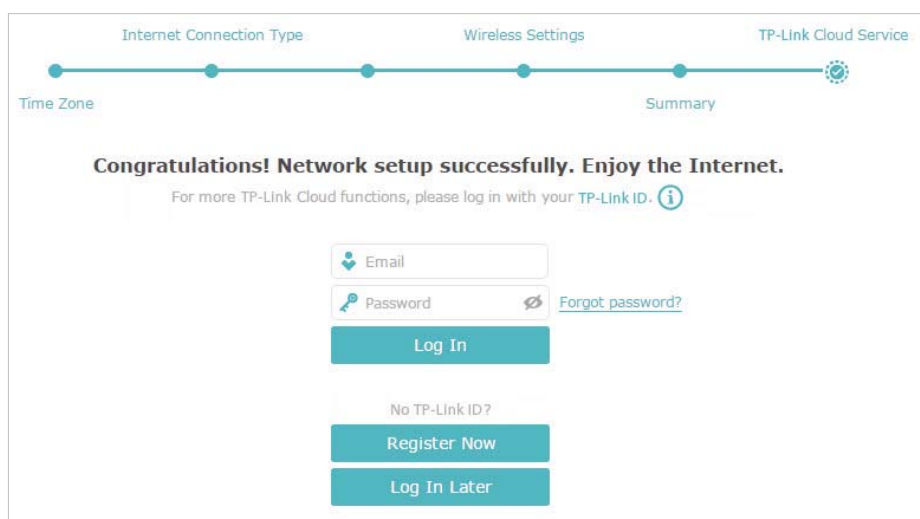 Internet Connection Type Wireless Settings TP-Link Cloud Service
Time Zone Summary
Congratulations! Network setup successfully. Enjoy the Internet.
For more TP-Link Cloud functions, please log in with your TP-Link ID.
Email
Password Forgot password?
Log In
No TP-Link ID?
Register Now
Log In Later